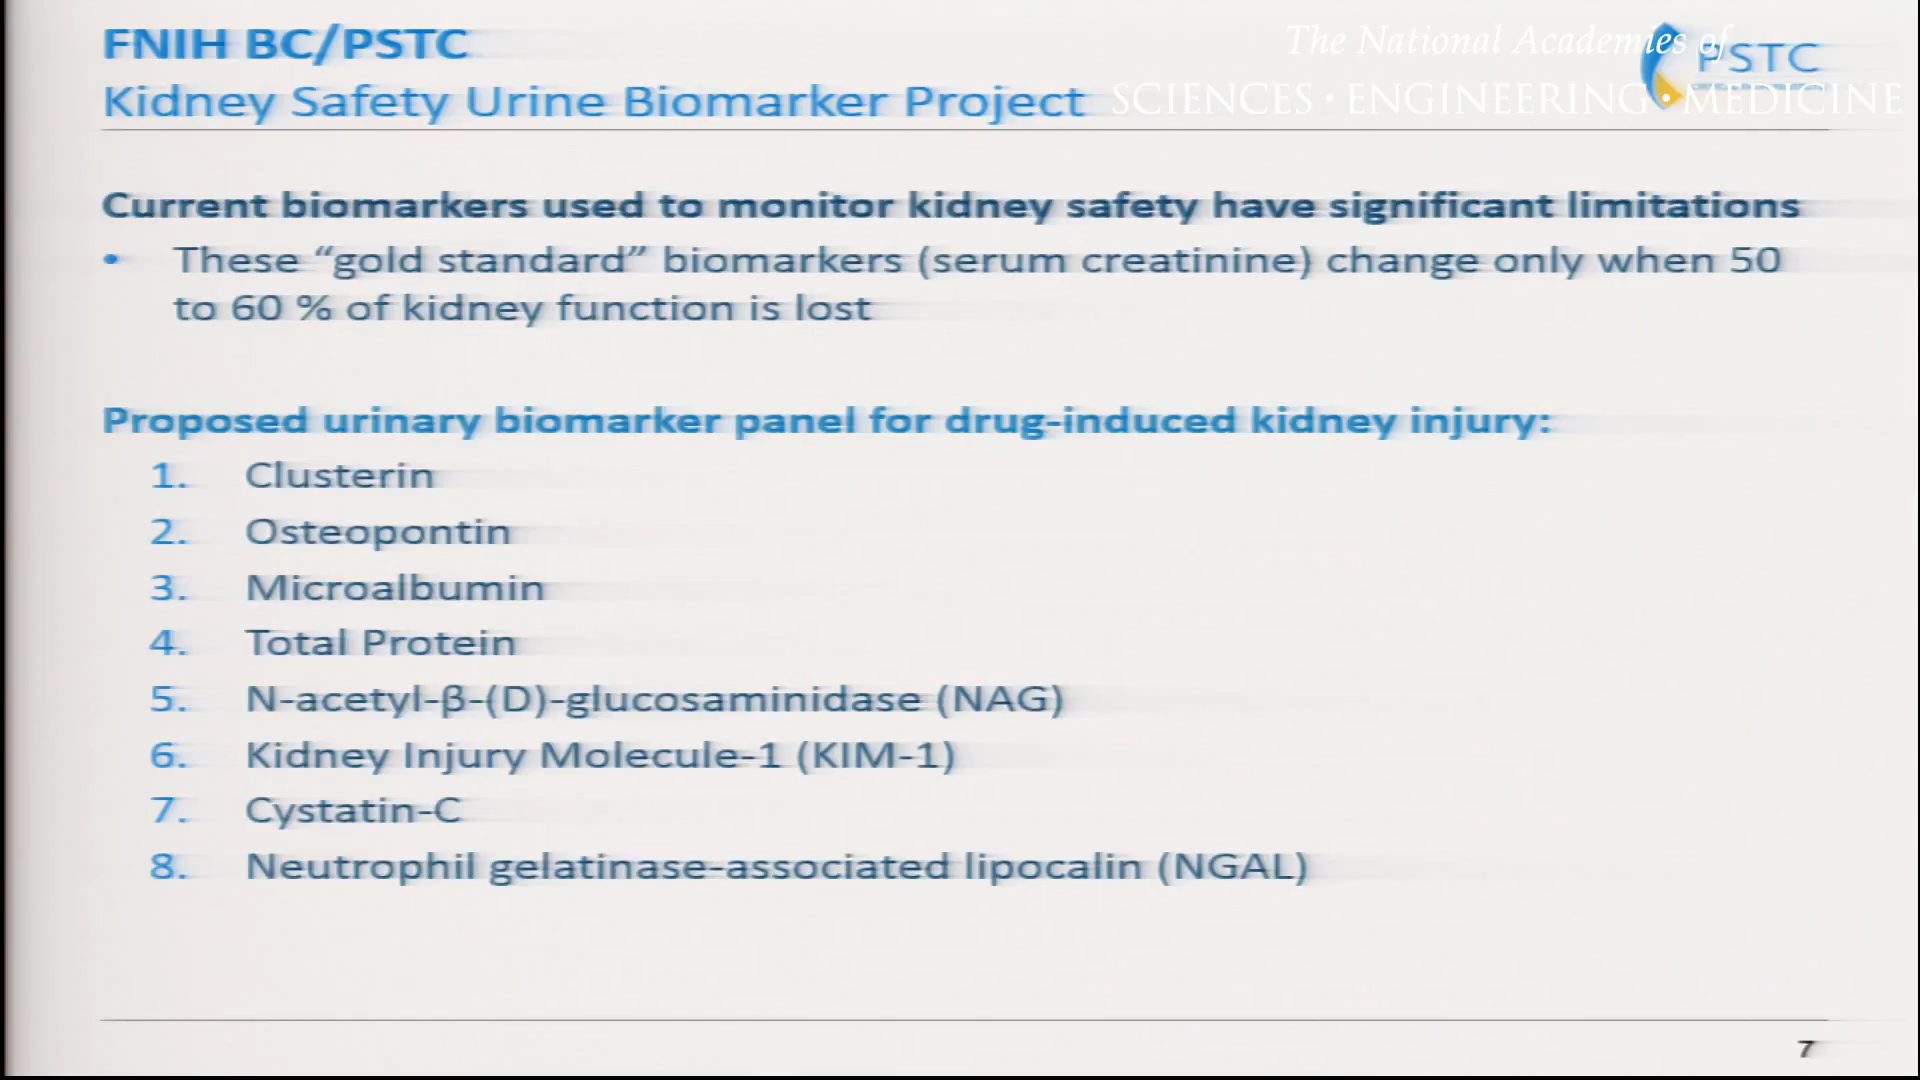 FNIH BC/PSTC
The National Academies of
PSTC
Kidney Safety Urine Biomarker Project
SCIENCES • ENGINEERING • MEDICINE
Current biomarkers used to monitor kidney safety have significant limitations
• These “gold standard” biomarkers (serum creatinine) change only when 50
to 60 % of kidney function is lost
Proposed urinary biomarker panel for drug-induced kidney injury:
1. Clusterin
2. Osteopontin
3. Microalbumin
4. Total Protein
5. N-acetyl-β-(D)-glucosaminidase (NAG)
6. Kidney Injury Molecule-1 (KIM-1)
7. Cystatin-C
8. Neutrophil gelatinase-associated lipocalin (NGAL)
7